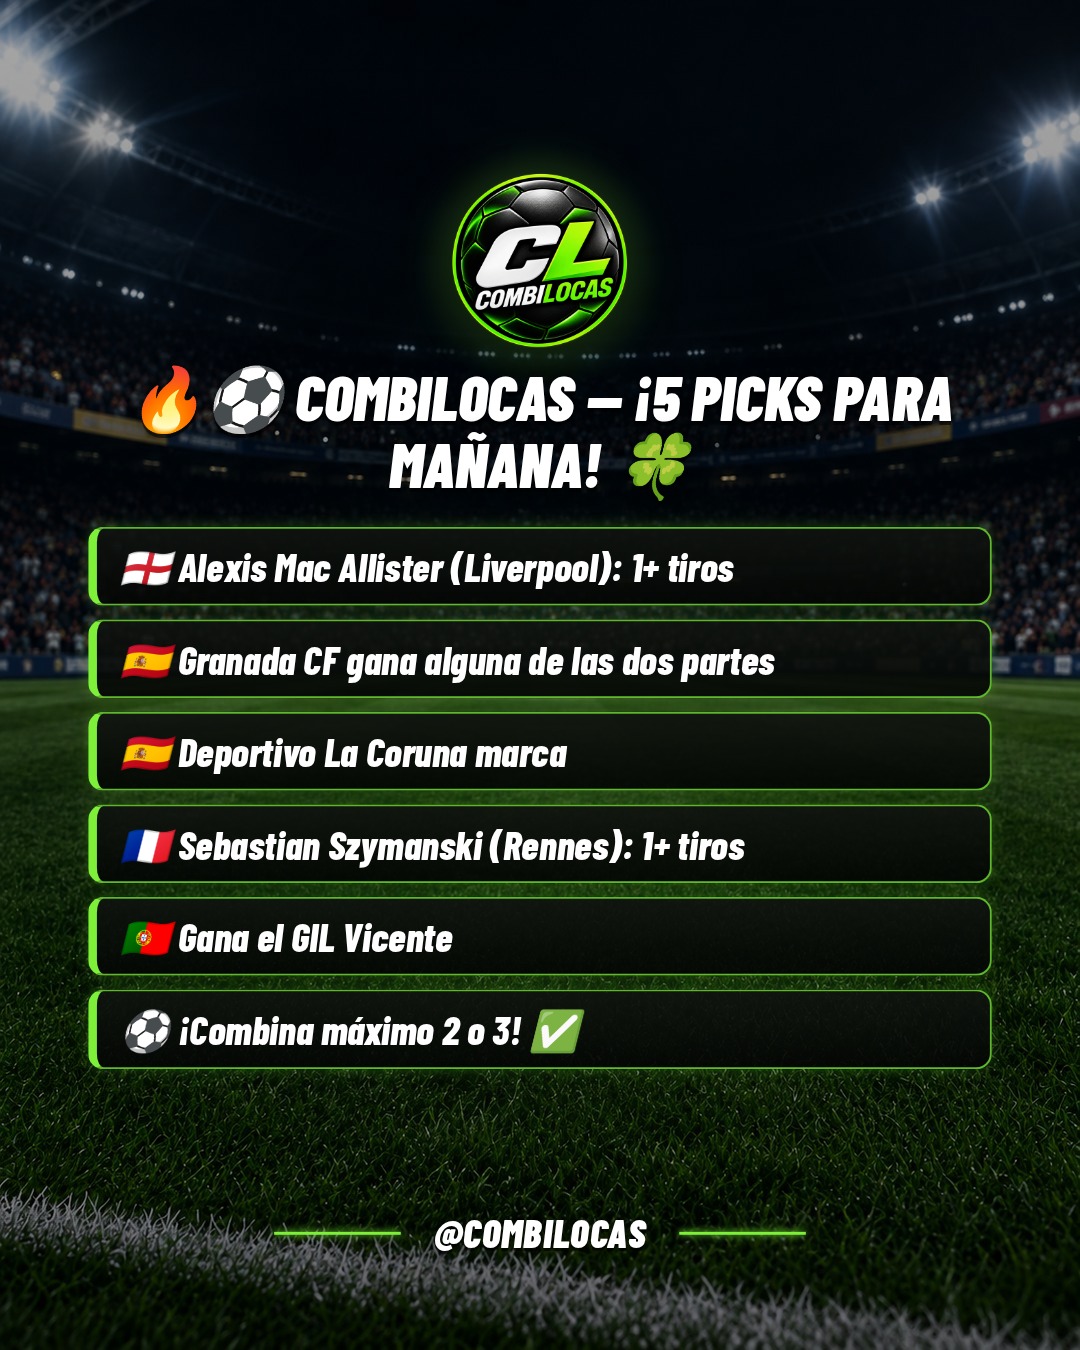 CL
COMBILOCAS
🔥⚽ COMBILOCAS – ¡5 PICKS PARA
MAÑANA! 🍀
🏴󠁧󠁢󠁥󠁮󠁧󠁿 Alexis Mac Allister (Liverpool): 1+ tiros
🇪🇸 Granada CF gana alguna de las dos partes
🇪🇸 Deportivo La Coruna marca
🇫🇷 Sebastian Szymanski (Rennes): 1+ tiros
🇵🇹 Gana el GIL Vicente
⚽ ¡Combina máximo 2 o 3! ✅
@COMBILOCAS